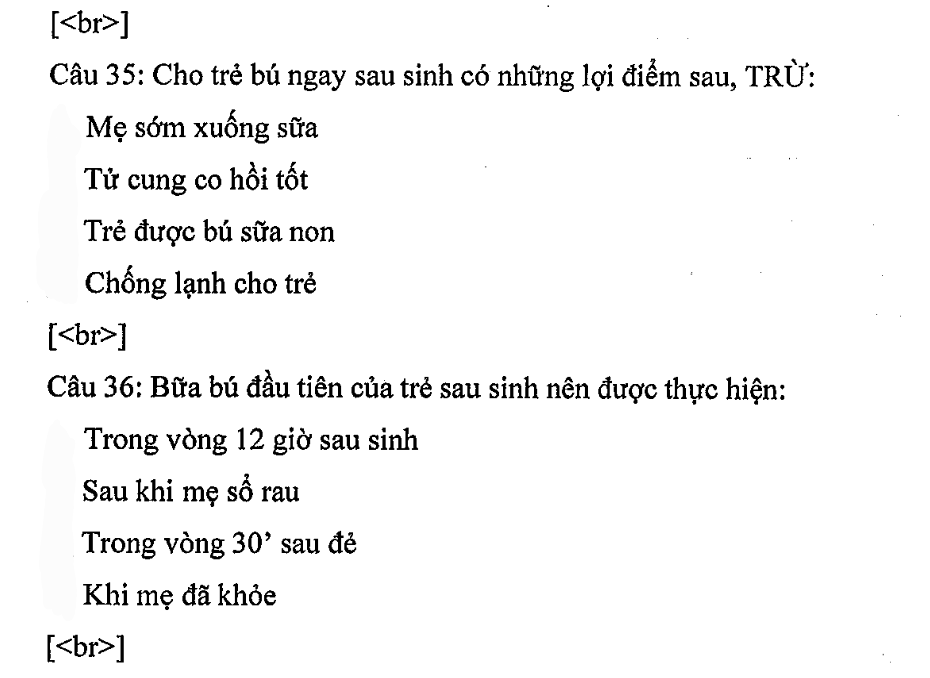 [<br>]
Câu 35: Cho trẻ bú ngay sau sinh có những lợi điểm sau, TRỪ:
Mẹ sớm xuống sữa
Tử cung co hồi tốt
Trẻ được bú sữa non
Chống lạnh cho trẻ
[<br>]
Câu 36: Bữa bú đầu tiên của trẻ sau sinh nên được thực hiện:
Trong vòng 12 giờ sau sinh
Sau khi mẹ sổ rau
Trong vòng 30’ sau đẻ
Khi mẹ đã khỏe
[<br>]